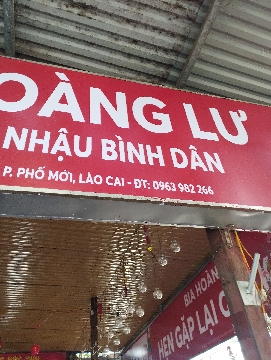 OÀNG LƯ
NHẬU BÌNH DÂN
P. PHỐ MỚI, LÀO CAI - ĐT: 0963 982 266
BIA HOÀN
HẸN GẶP LẠI